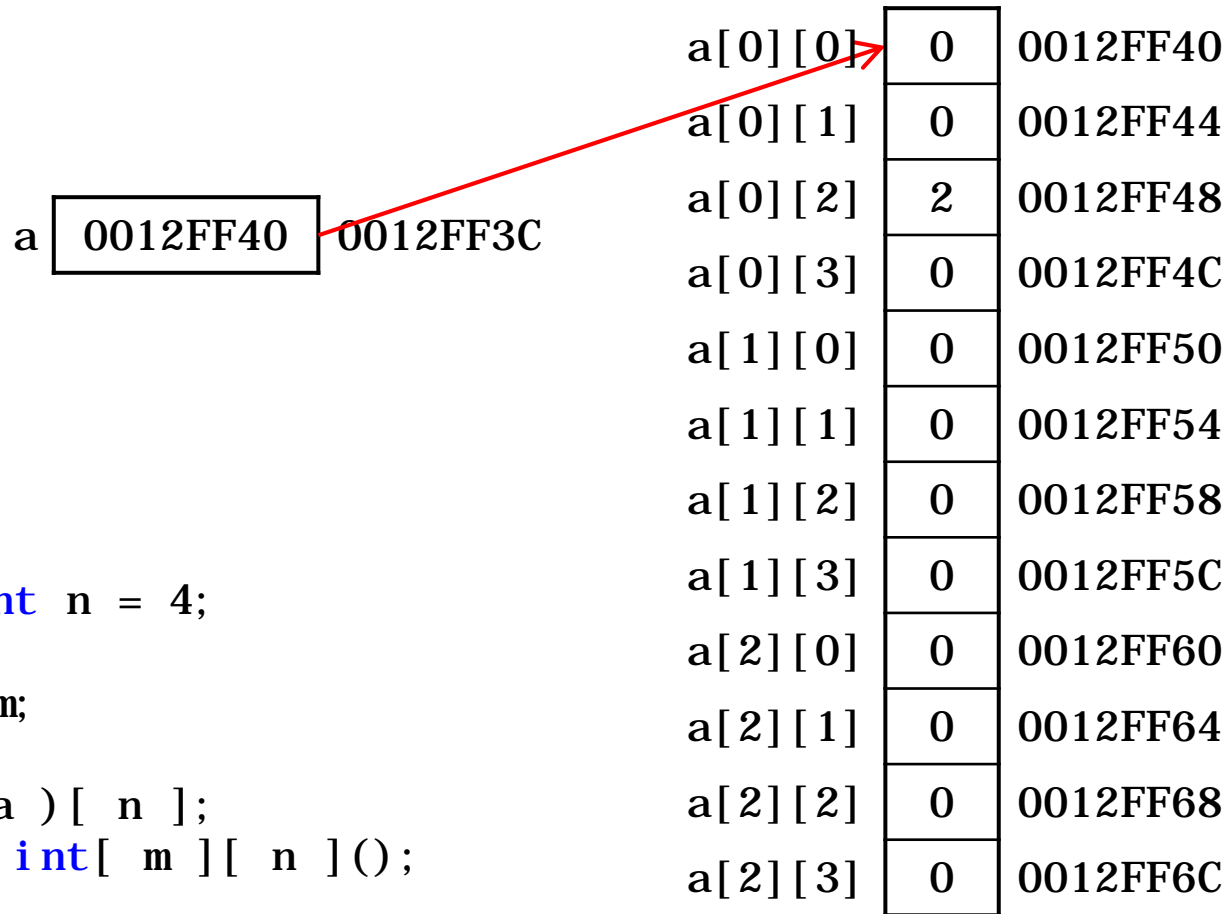 a[0][0] 0 0012FF40
a[0][1] 0 0012FF44
a[0][2] 2 0012FF48
a 0012FF40 0012FF3C
a[0][3] 0 0012FF4C
a[1][0] 0 0012FF50
a[1][1] 0 0012FF54
a[1][2] 0 0012FF58
a[1][3] 0 0012FF5C
nt n = 4;
a[2][0] 0 0012FF60
m;
a[2][1] 0 0012FF64
a )[ n ];
a[2][2] 0 0012FF68
int[ m ][ n ]();
a[2][3] 0 0012FF6C